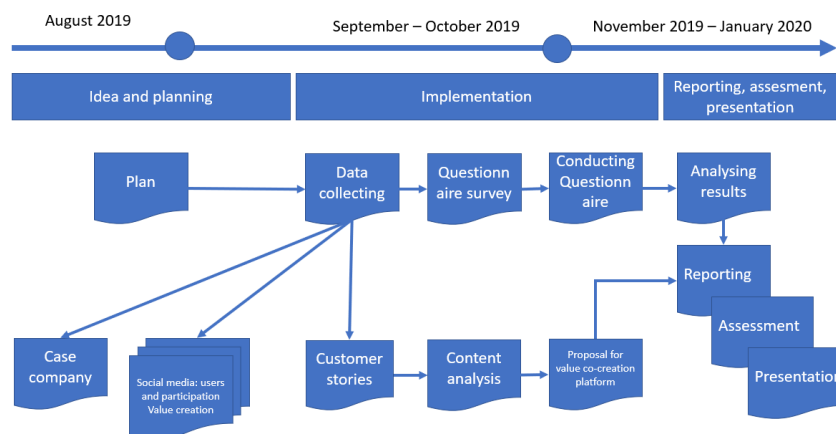 August 2019
September – October 2019
November 2019 – January 2020
Idea and planning
Implementation
Reporting, assesment,
presentation
Plan
Data
collecting
Questionn
aire survey
Conducting
Questionn
aire
Analysing
results
Reporting
Assessment
Presentation
Case
company
Social media: users
and participation
Value creation
Customer
stories
Content
analysis
Proposal for
value co-creation
platform